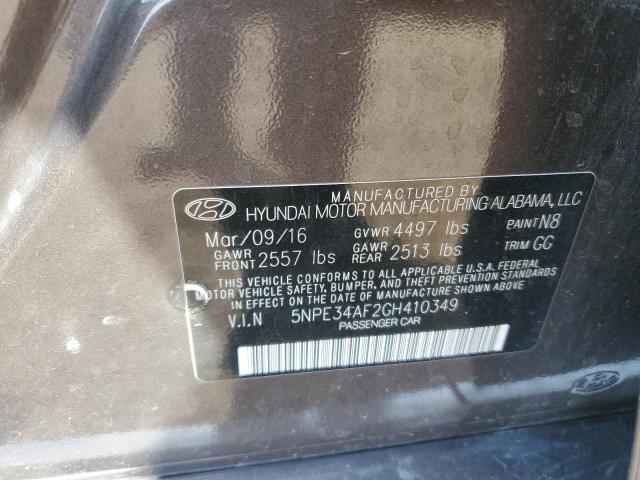 MANUFACTURED BY
HYUNDAI MOTOR MANUFACTURING ALABAMA, LLC
Mar/09/16 GVWR 4497 lbs PAINT N8
GAWR FRONT 2557 lbs GAWR REAR 2513 lbs TRIM GG
THIS VEHICLE CONFORMS TO ALL APPLICABLE U.S.A. FEDERAL
MOTOR VEHICLE SAFETY, BUMPER, AND THEFT PREVENTION STANDARDS
IN EFFECT ON THE DATE OF MANUFACTURE SHOWN ABOVE.
V.I.N 5NPE34AF2GH410349
PASSENGER CAR